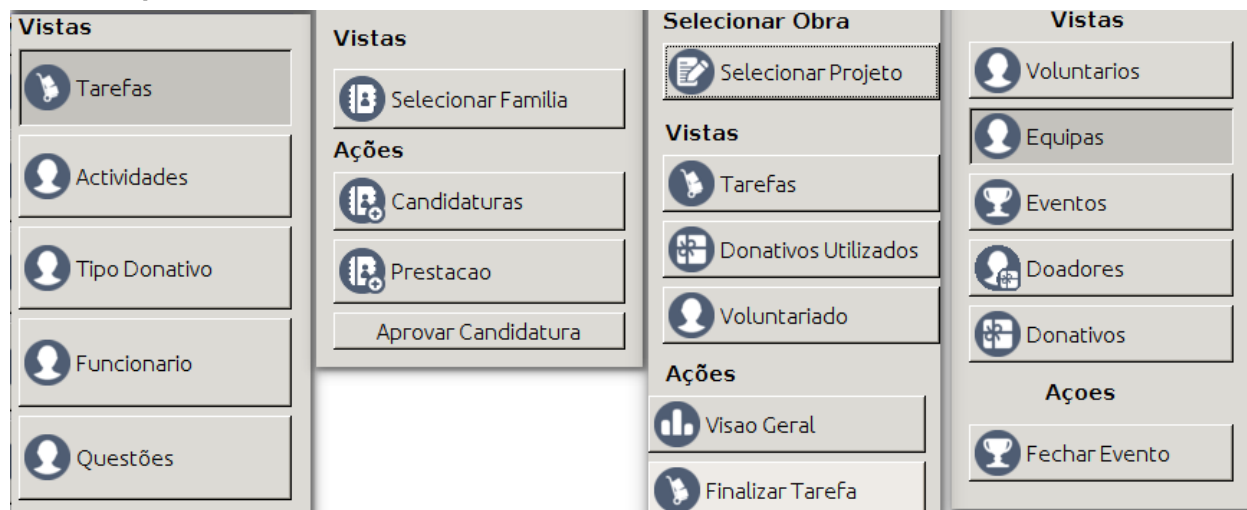 Vistas
Tarefas
Actividades
Tipo Donativo
Funcionario
Questões
Vistas
Selecionar Familia
Ações
Candidaturas
Prestacao
Aprovar Candidatura
Selecionar Obra
Selecionar Projeto
Vistas
Tarefas
Donativos Utilizados
Voluntariado
Ações
Visao Geral
Finalizar Tarefa
Vistas
Voluntarios
Equipas
Eventos
Doadores
Donativos
Açoes
Fechar Evento